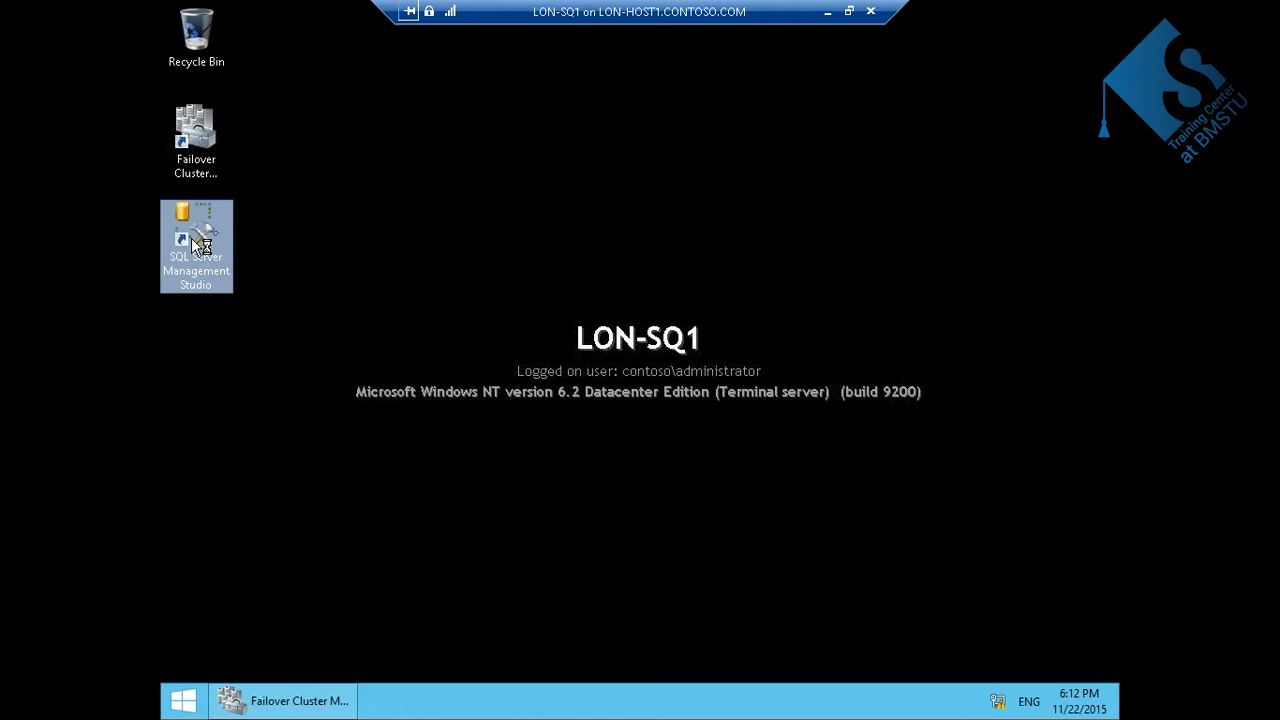 LON-SQ1 on LON-HOST1.CONTOSO.COM
Recycle Bin
Failover
Cluster...
SQL Server
Management
Studio
S
Training Center
at BMSTU
LON-SQ1
Logged on user: contoso\administrator
Microsoft Windows NT version 6.2 Datacenter Edition (Terminal server) (build 9200)
Failover Cluster M...
ENG
6:12 PM
11/22/2015